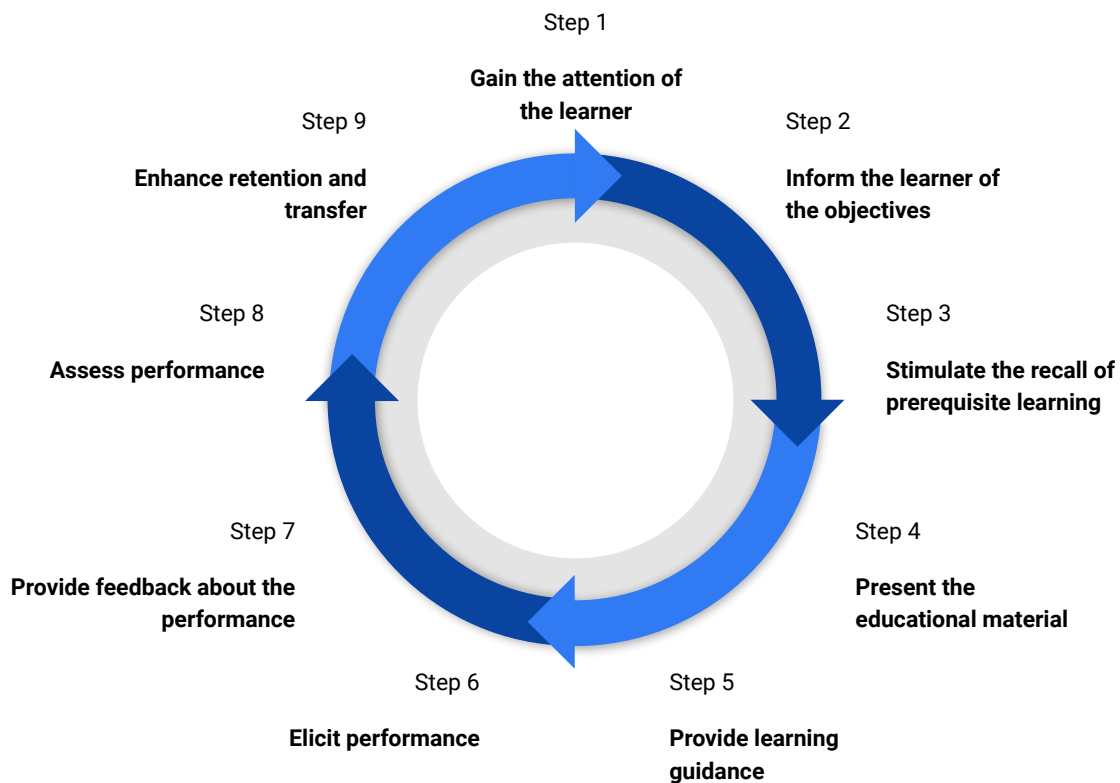 Step 1
Gain the attention of
the learner
Step 2
Inform the learner of
the objectives
Step 3
Stimulate the recall of
prerequisite learning
Step 4
Present the
educational material
Step 5
Provide learning
guidance
Step 6
Elicit performance
Step 7
Provide feedback about the
performance
Step 8
Assess performance
Step 9
Enhance retention and
transfer